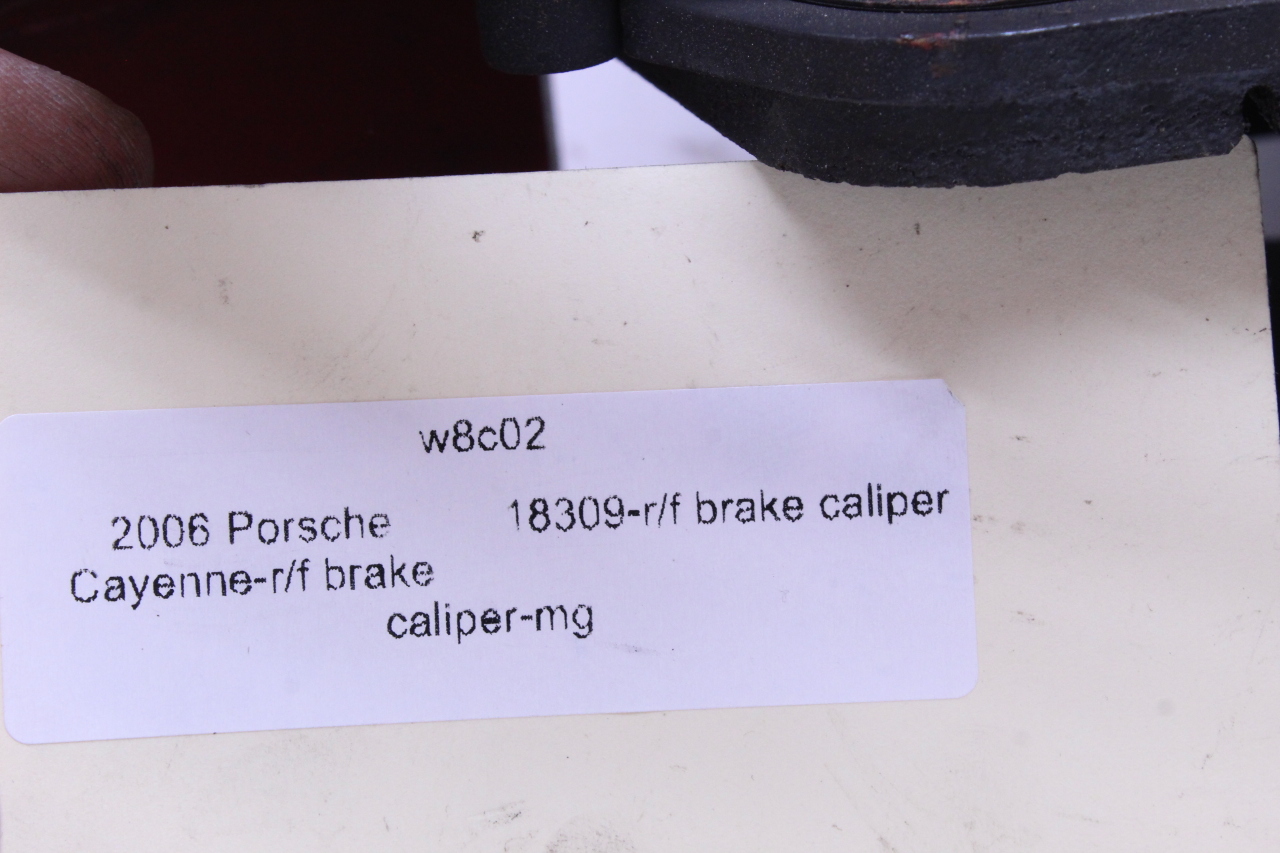 w8c02
2006 Porsche 18309-r/f brake caliper
Cayenne-r/f brake
caliper-mg